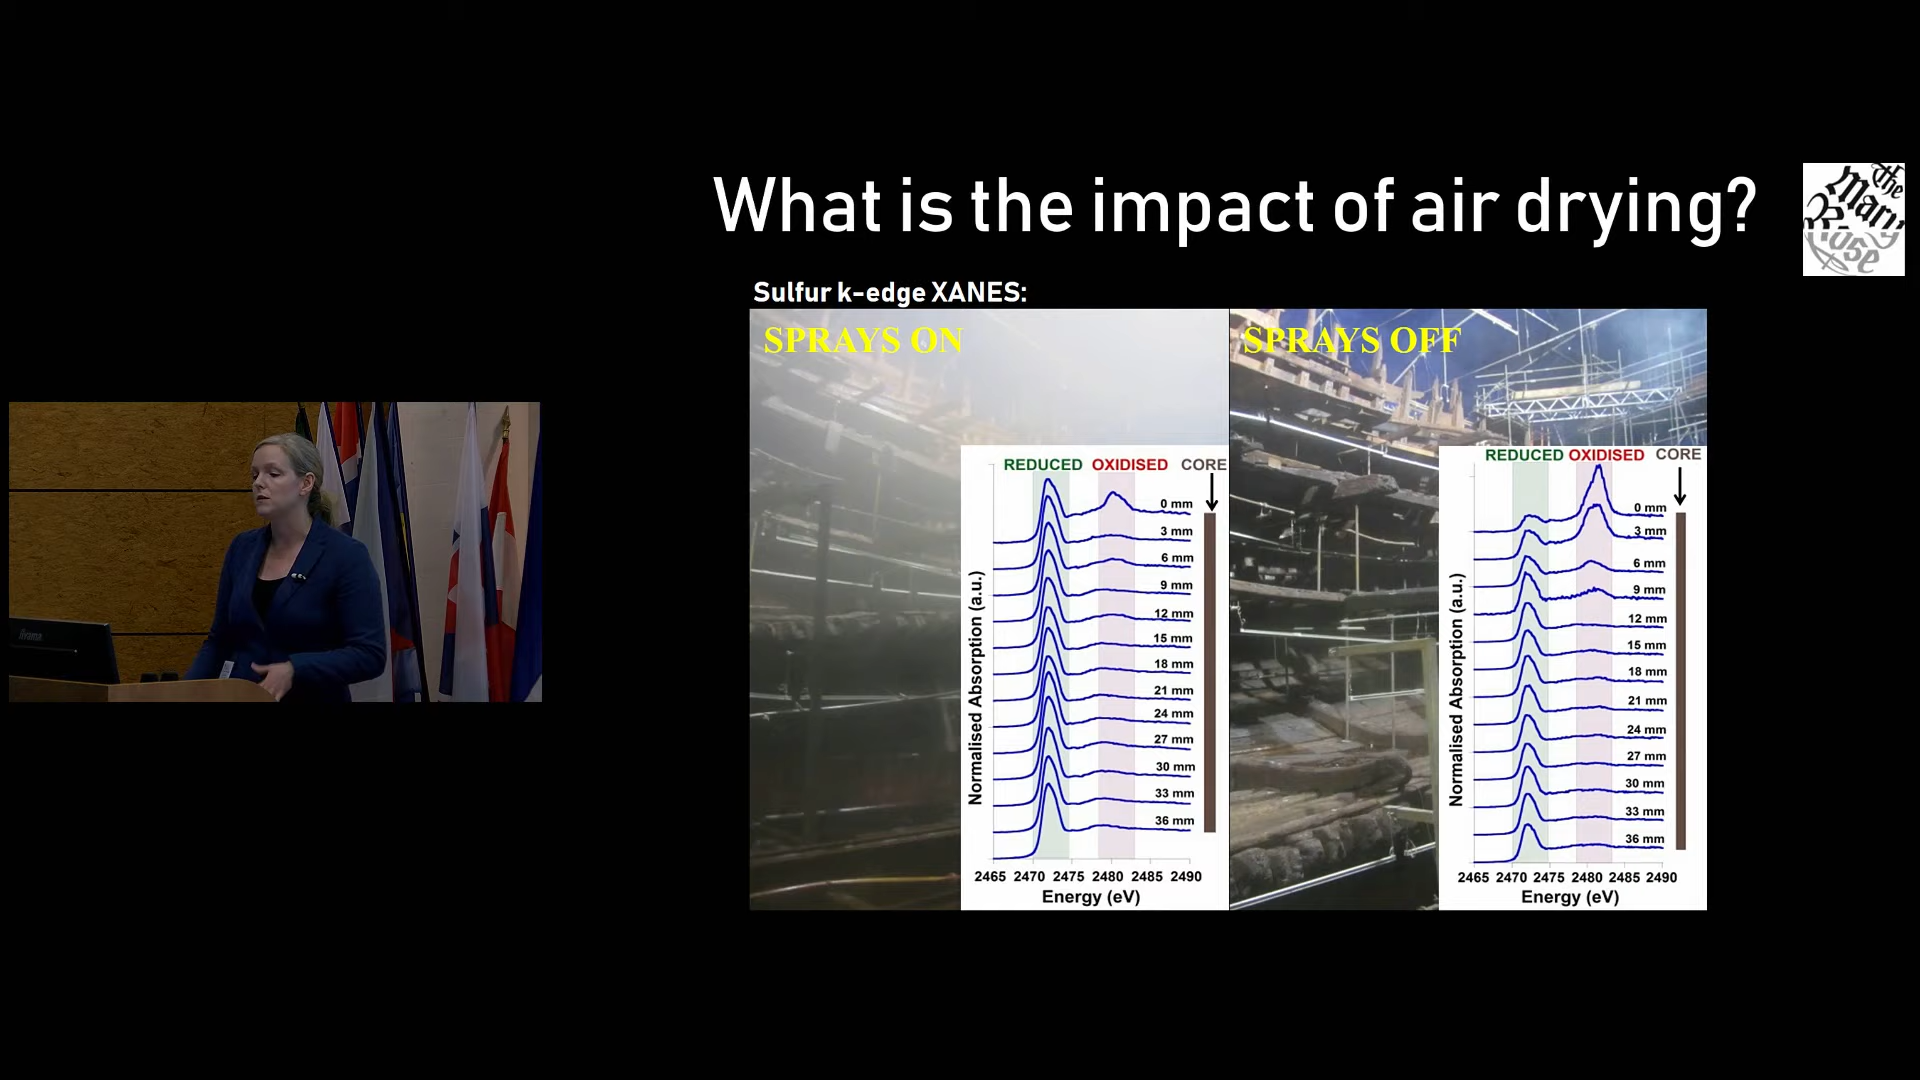 What is the impact of air drying?
the
Mary
Rose
Sulfur k-edge XANES:
SPRAYS ON
REDUCED OXIDISED CORE
0 mm
3 mm
6 mm
9 mm
12 mm
15 mm
18 mm
21 mm
24 mm
27 mm
30 mm
33 mm
36 mm
Normalised Absorption (a.u.)
2465 2470 2475 2480 2485 2490
Energy (eV)
SPRAYS OFF
REDUCED OXIDISED CORE
0 mm
3 mm
6 mm
9 mm
12 mm
15 mm
18 mm
21 mm
24 mm
27 mm
30 mm
33 mm
36 mm
Normalised Absorption (a.u.)
2465 2470 2475 2480 2485 2490
Energy (eV)
iiyama